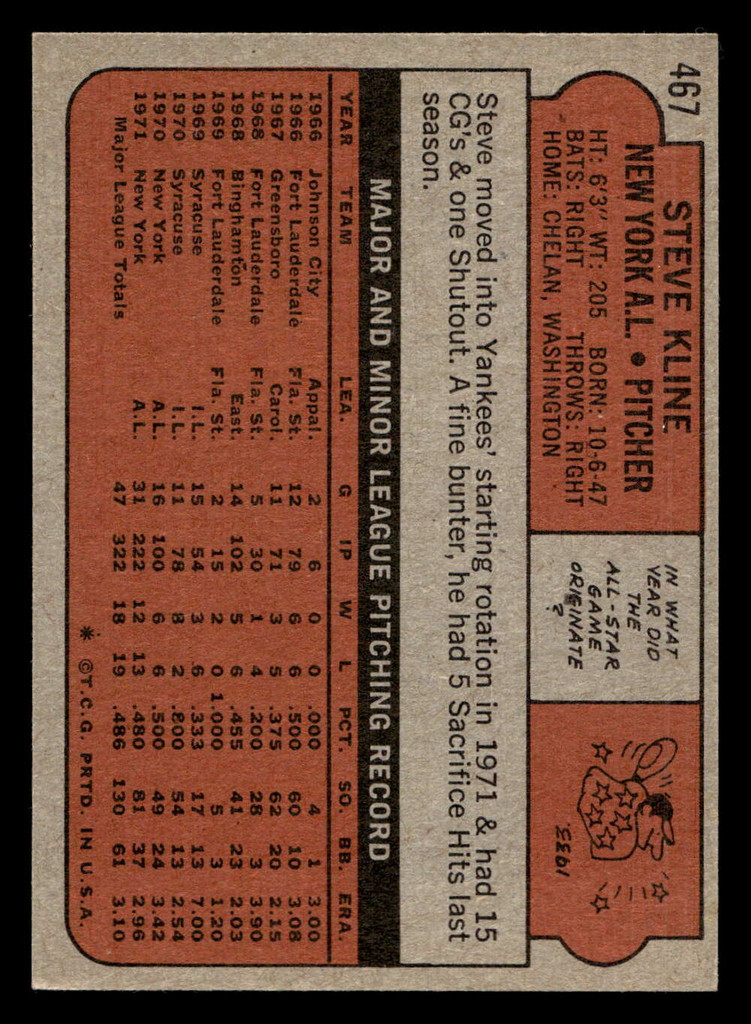 467
STEVE KLINE
NEW YORK A.L. • PITCHER
HT: 6'3" WT: 205 BORN: 10-6-47
BATS: RIGHT THROWS: RIGHT
HOME: CHELAN, WASHINGTON
IN WHAT
YEAR DID
THE
ALL-STAR
GAME
ORIGINATE
?
1933.
Steve moved into Yankees' starting rotation in 1971 & had 15
CG's & one Shutout. A fine bunter, he had 5 Sacrifice Hits last
season.
MAJOR AND MINOR LEAGUE PITCHING RECORD
YEAR TEAM LEA. G IP W L PCT. SO. BB. ERA.
1966 Johnson City Appal. 2 6 0 0 .000 4 1 3.00
1966 Fort Lauderdale Fla. St. 12 79 6 6 .500 60 10 3.08
1967 Greensboro Carol. 11 71 3 5 .375 62 20 2.15
1968 Fort Lauderdale Fla. St. 5 30 1 4 .200 28 3 3.90
1968 Binghamton East. 14 102 5 6 .455 41 23 2.03
1969 Fort Lauderdale Fla. St. 2 15 2 0 1.000 5 3 1.20
1969 Syracuse I.L. 15 54 3 6 .333 17 13 7.00
1970 Syracuse I.L. 11 78 8 2 .800 54 13 2.54
1970 New York A.L. 16 100 6 6 .500 49 24 3.42
1971 New York A.L. 31 222 12 13 .480 81 37 2.96
Major League Totals 47 322 18 19 .486 130 61 3.10
* ©T.C.G. PRTD. IN U.S.A.